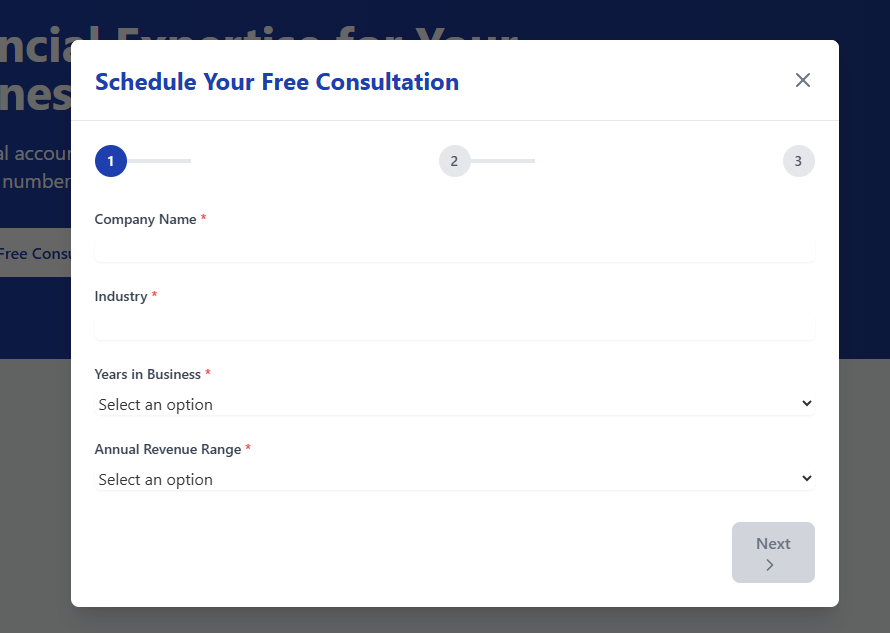 ncial Expertise for Your
nes
Schedule Your Free Consultation
al accou
number
Free Consu
1
2
3
Company Name *
Industry *
Years in Business *
Select an option
Annual Revenue Range *
Select an option
Next